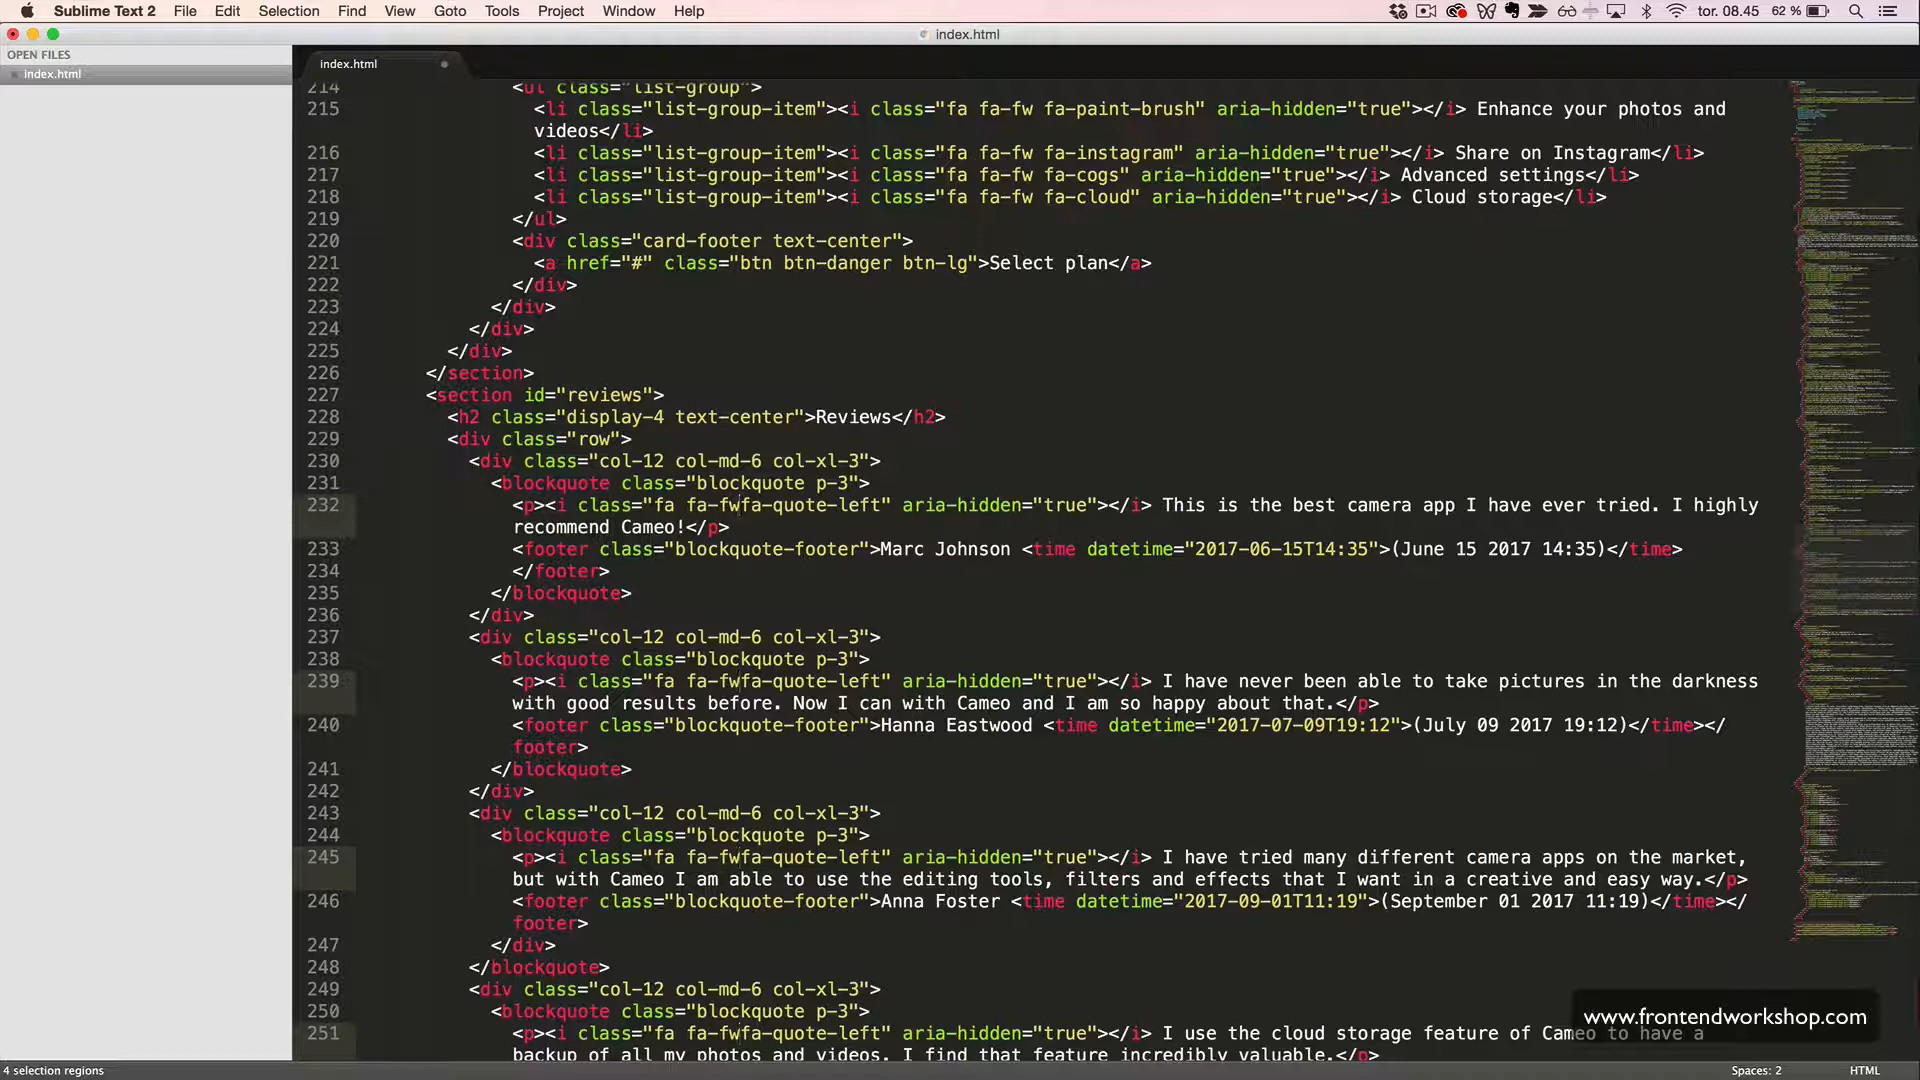 Sublime Text 2 File Edit Selection Find View Goto Tools Project Window Help tor. 08.45 62 %
index.html
OPEN FILES
index.html
index.html
214 <ul class="list-group">
215 <li class="list-group-item"><i class="fa fa-fw fa-paint-brush" aria-hidden="true"></i> Enhance your photos and
videos</li>
216 <li class="list-group-item"><i class="fa fa-fw fa-instagram" aria-hidden="true"></i> Share on Instagram</li>
217 <li class="list-group-item"><i class="fa fa-fw fa-cogs" aria-hidden="true"></i> Advanced settings</li>
218 <li class="list-group-item"><i class="fa fa-fw fa-cloud" aria-hidden="true"></i> Cloud storage</li>
219 </ul>
220 <div class="card-footer text-center">
221 <a href="#" class="btn btn-danger btn-lg">Select plan</a>
222 </div>
223 </div>
224 </div>
225 </div>
226 </section>
227 <section id="reviews">
228 <h2 class="display-4 text-center">Reviews</h2>
229 <div class="row">
230 <div class="col-12 col-md-6 col-xl-3">
231 <blockquote class="blockquote p-3">
232 <p><i class="fa fa-fwfa-quote-left" aria-hidden="true"></i> This is the best camera app I have ever tried. I highly
recommend Cameo!</p>
233 <footer class="blockquote-footer">Marc Johnson <time datetime="2017-06-15T14:35">(June 15 2017 14:35)</time>
234 </footer>
235 </blockquote>
236 </div>
237 <div class="col-12 col-md-6 col-xl-3">
238 <blockquote class="blockquote p-3">
239 <p><i class="fa fa-fwfa-quote-left" aria-hidden="true"></i> I have never been able to take pictures in the darkness
with good results before. Now I can with Cameo and I am so happy about that.</p>
240 <footer class="blockquote-footer">Hanna Eastwood <time datetime="2017-07-09T19:12">(July 09 2017 19:12)</time></
footer>
241 </blockquote>
242 </div>
243 <div class="col-12 col-md-6 col-xl-3">
244 <blockquote class="blockquote p-3">
245 <p><i class="fa fa-fwfa-quote-left" aria-hidden="true"></i> I have tried many different camera apps on the market,
but with Cameo I am able to use the editing tools, filters and effects that I want in a creative and easy way.</p>
246 <footer class="blockquote-footer">Anna Foster <time datetime="2017-09-01T11:19">(September 01 2017 11:19)</time></
footer>
247 </div>
248 </blockquote>
249 <div class="col-12 col-md-6 col-xl-3">
250 <blockquote class="blockquote p-3">
251 <p><i class="fa fa-fwfa-quote-left" aria-hidden="true"></i> I use the cloud storage feature of Cameo to have a
backup of all my photos and videos. I find that feature incredibly valuable.</p>
www.frontendworkshop.com
4 selection regions Spaces: 2 HTML